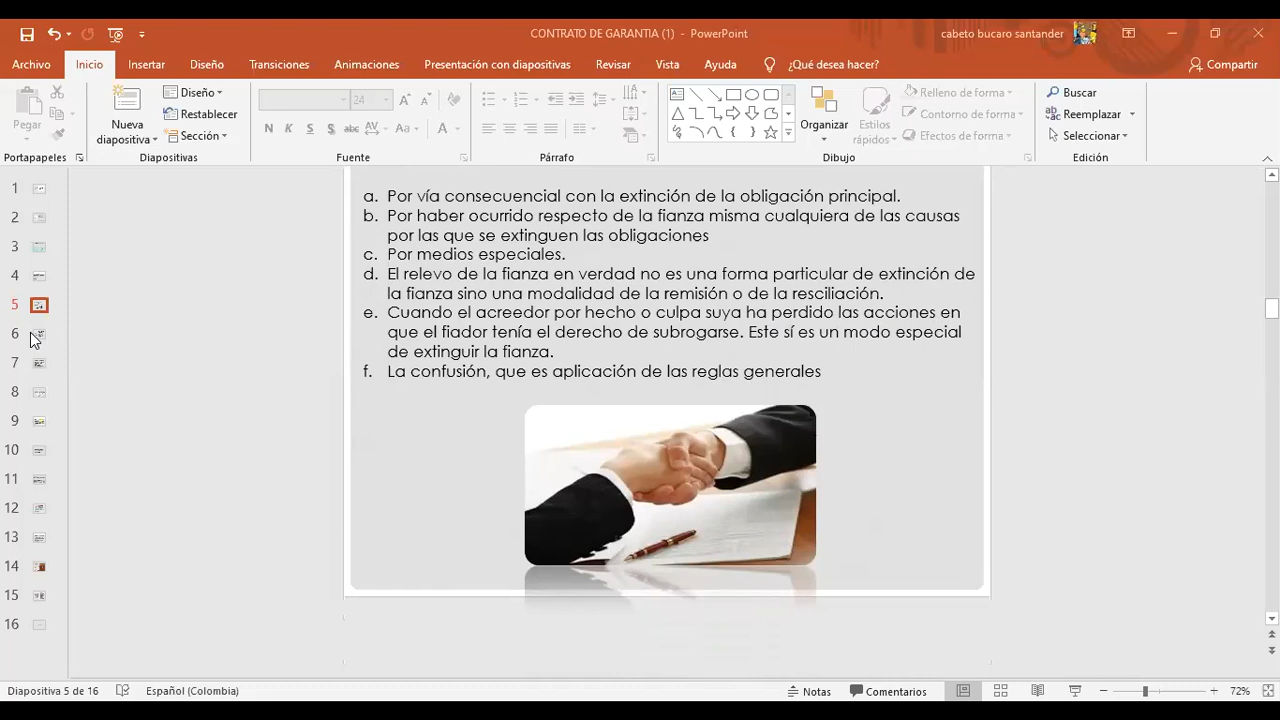 CONTRATO DE GARANTIA (1) - PowerPoint
cabeto bucaro santander
Archivo Inicio Insertar Diseño Transiciones Animaciones Presentación con diapositivas Revisar Vista Ayuda ¿Qué desea hacer? Compartir
Pegar
Portapapeles
Nueva diapositiva
Diseño
Restablecer
Sección
Diapositivas
24
N K S abc AV Aa A
Fuente
Párrafo
Organizar
Estilos rápidos
Relleno de forma
Contorno de forma
Efectos de forma
Dibujo
Buscar
Reemplazar
Seleccionar
Edición
1
2
3
4
5
6
7
8
9
10
11
12
13
14
15
16
a. Por vía consecuencial con la extinción de la obligación principal.
b. Por haber ocurrido respecto de la fianza misma cualquiera de las causas
por las que se extinguen las obligaciones
c. Por medios especiales.
d. El relevo de la fianza en verdad no es una forma particular de extinción de
la fianza sino una modalidad de la remisión o de la resciliación.
e. Cuando el acreedor por hecho o culpa suya ha perdido las acciones en
que el fiador tenía el derecho de subrogarse. Este sí es un modo especial
de extinguir la fianza.
f. La confusión, que es aplicación de las reglas generales
Diapositiva 5 de 16 Español (Colombia) Notas Comentarios 72%